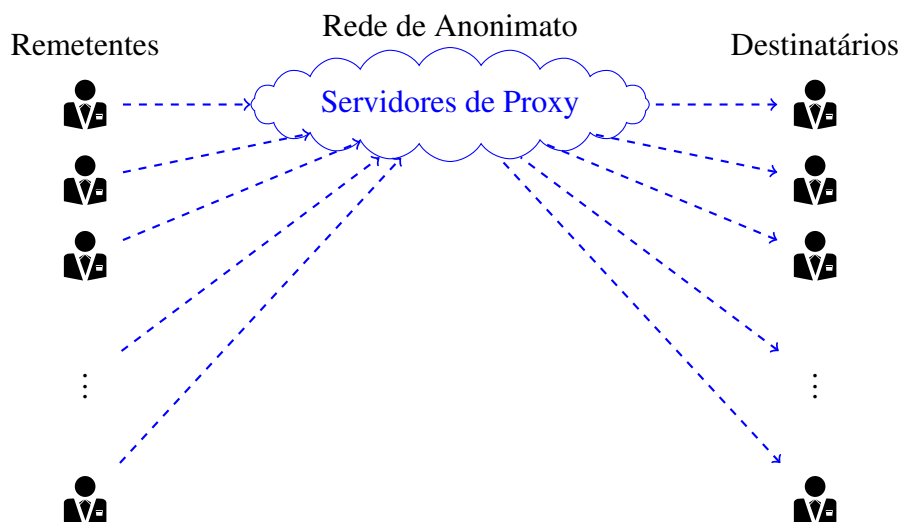 Rede de Anonimato
Remetentes
Destinatários
Servidores de Proxy
⋮
⋮